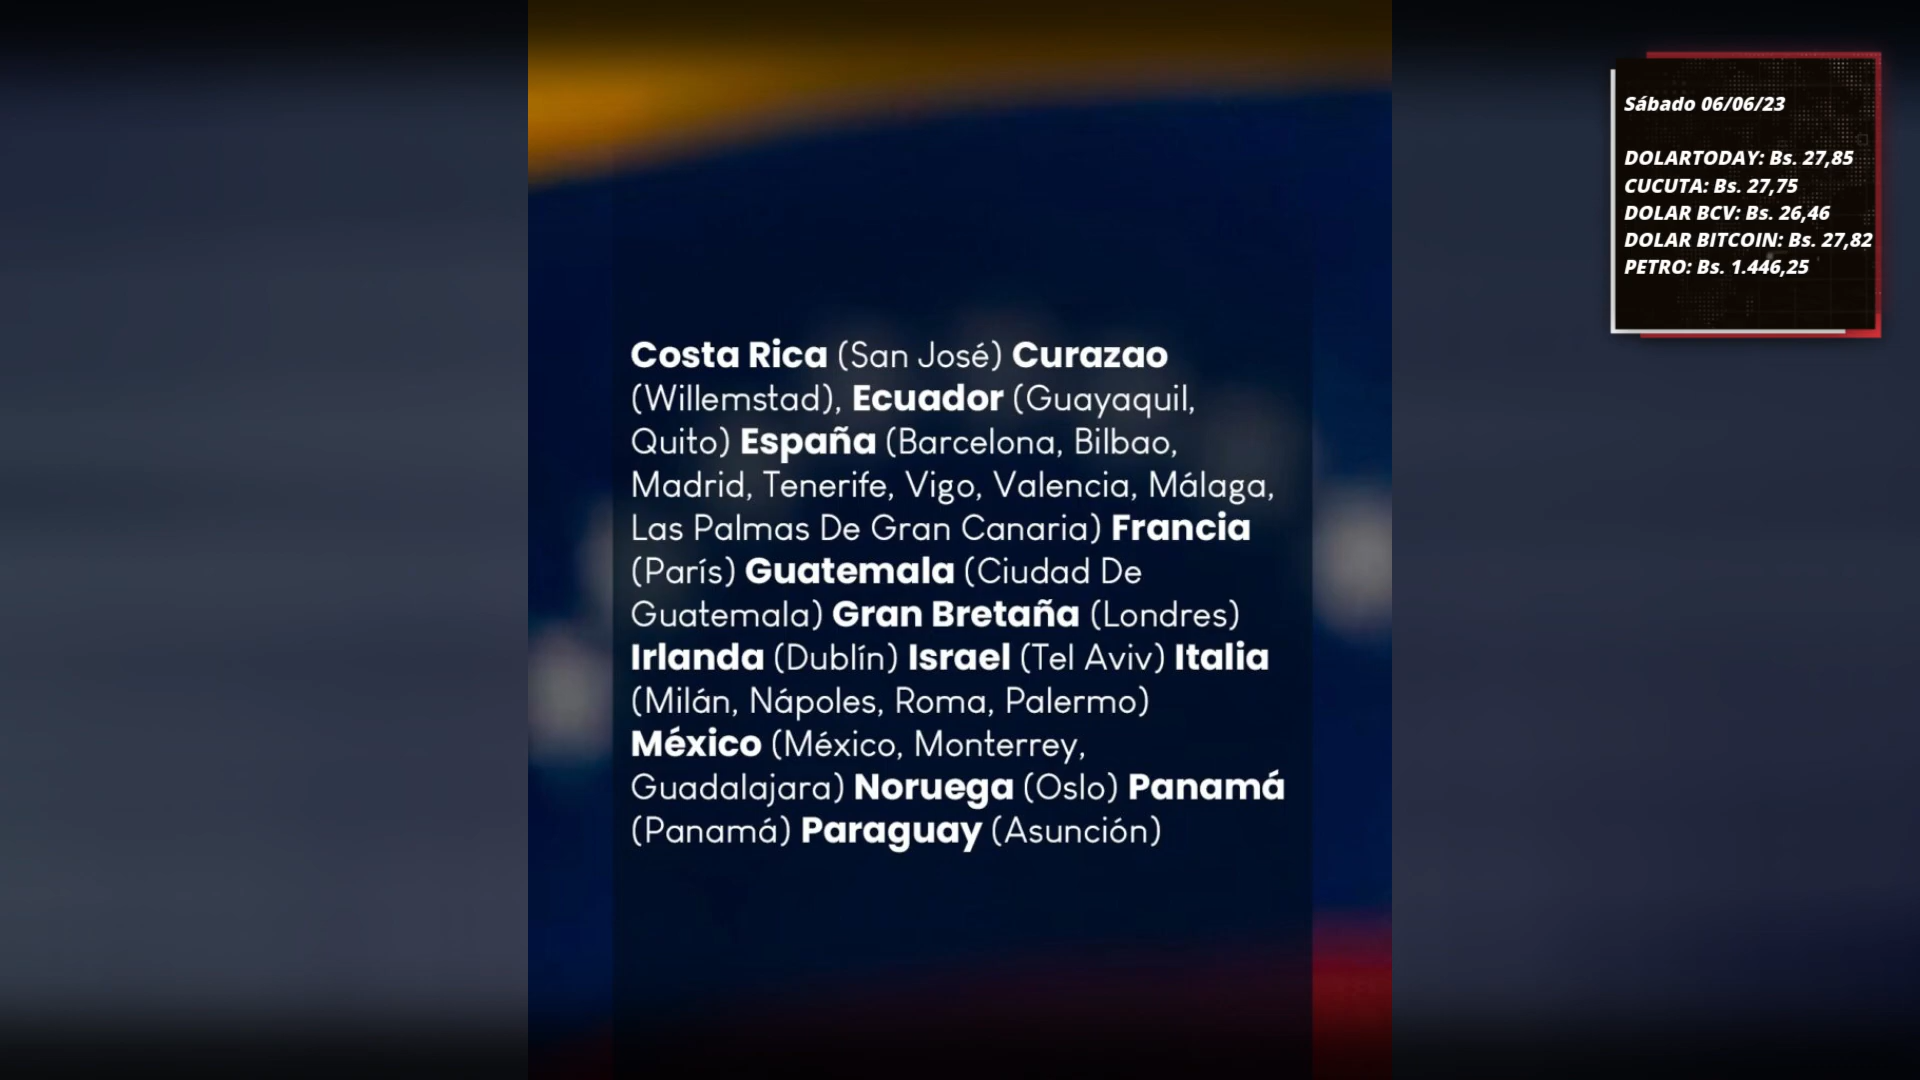 Costa Rica (San José) Curazao
(Willemstad), Ecuador (Guayaquil,
Quito) España (Barcelona, Bilbao,
Madrid, Tenerife, Vigo, Valencia, Málaga,
Las Palmas De Gran Canaria) Francia
(París) Guatemala (Ciudad De
Guatemala) Gran Bretaña (Londres)
Irlanda (Dublín) Israel (Tel Aviv) Italia
(Milán, Nápoles, Roma, Palermo)
México (México, Monterrey,
Guadalajara) Noruega (Oslo) Panamá
(Panamá) Paraguay (Asunción)
Sábado 06/06/23
DOLARTODAY: Bs. 27,85
CUCUTA: Bs. 27,75
DOLAR BCV: Bs. 26,46
DOLAR BITCOIN: Bs. 27,82
PETRO: Bs. 1.446,25